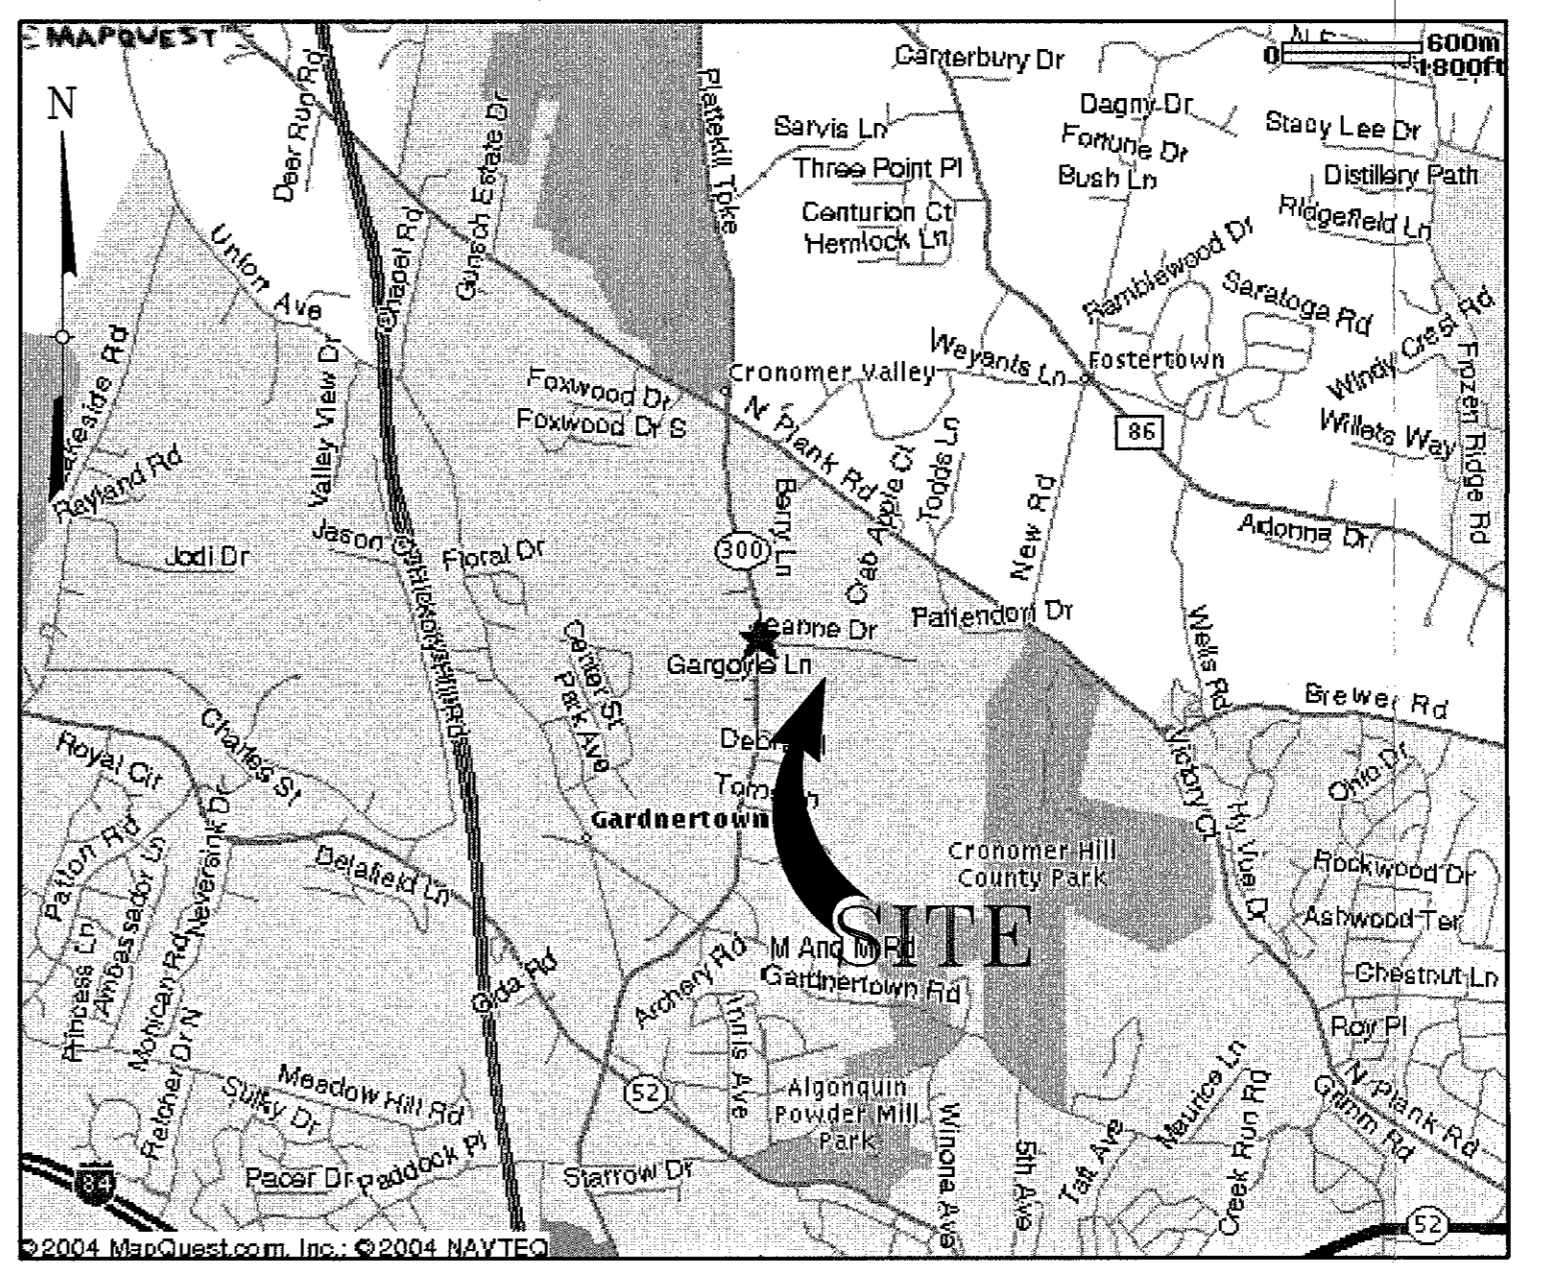 MAPQUEST
600m
0
1800ft
N
Canterbury Dr
Deer Run Rd
Gunsch Estate Dr
Plattekill Tpke
Dagny Dr
Sarvis Ln
Fortune Dr
Stacy Lee Dr
Three Point Pl
Bush Ln
Distillery Path
Centurion Ct
Hemlock Ln
Ridgefield Ln
Chapel Rd
Union Ave
Ramblewood Dr
Saratoga Rd
Windy Crest Rd
Lakeside Rd
Valley View Dr
Weyants Ln
Fostertown
Cronomer Valley
Foxwood Dr
Foxwood Dr S
N Plank Rd
Frozen Ridge Rd
Willets Way
86
Rayland Rd
Todds Ln
Crab Apple Ct
Berry Ln
New Rd
Jodi Dr
Jason Ct
Floral Dr
300
Adonna Dr
Pattendorf Dr
Jeanne Dr
Gargoyle Ln
Center St
Park Ave
Wells Rd
Brewer Rd
Charles St
Royal Cir
Victory Ct
Ohio Dr
Hy Vue Dr
Gardnertown
Patton Rd
Ambassador Ln
Neversink Dr
Delafield Ln
Cronomer Hill
County Park
Rockwood Dr
Ashwood Ter
SITE
Princess Ln
Mohican Rd
Gida Rd
Archery Rd
M And M Rd
Gardnertown Rd
Chestnut Ln
Roy Pl
Innis Ave
Fletcher Dr N
Meadow Hill Rd
Sulky Dr
52
Algonquin
Powder Mill
Park
Maurice Ln
N Plank Rd
Grimm Rd
Winona Ave
5th Ave
Taft Ave
Creek Run Rd
Pacer Dr
Paddock Pl
Starrow Dr
84
52
©2004 MapQuest.com, Inc.; ©2004 NAVTEQ